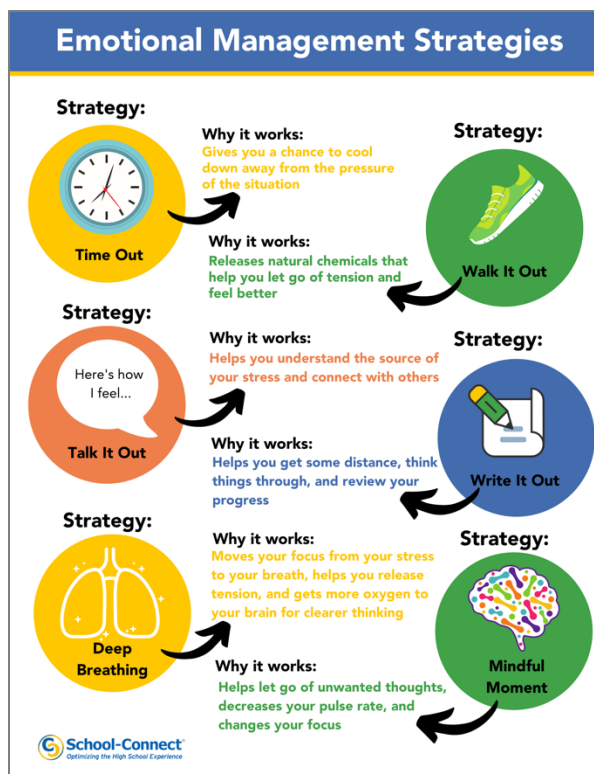 Emotional Management Strategies
Strategy:
Time Out
Why it works:
Gives you a chance to cool
down away from the pressure
of the situation
Strategy:
Walk It Out
Why it works:
Releases natural chemicals that
help you let go of tension and
feel better
Strategy:
Here's how
I feel...
Talk It Out
Why it works:
Helps you understand the source of
your stress and connect with others
Strategy:
Write It Out
Why it works:
Helps you get some distance, think
things through, and review your
progress
Strategy:
Deep
Breathing
Why it works:
Moves your focus from your stress
to your breath, helps you release
tension, and gets more oxygen to
your brain for clearer thinking
Strategy:
Mindful
Moment
Why it works:
Helps let go of unwanted thoughts,
decreases your pulse rate, and
changes your focus
School-Connect®
Optimizing the High School Experience